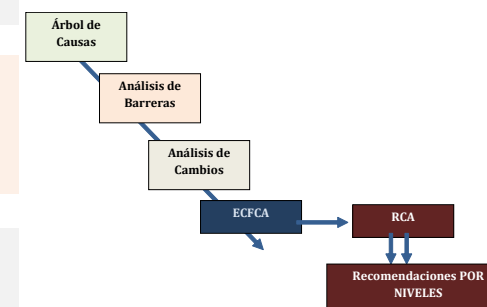 Árbol de
Causas
Análisis de
Barreras
Análisis de
Cambios
ECFCA
RCA
Recomendaciones POR
NIVELES